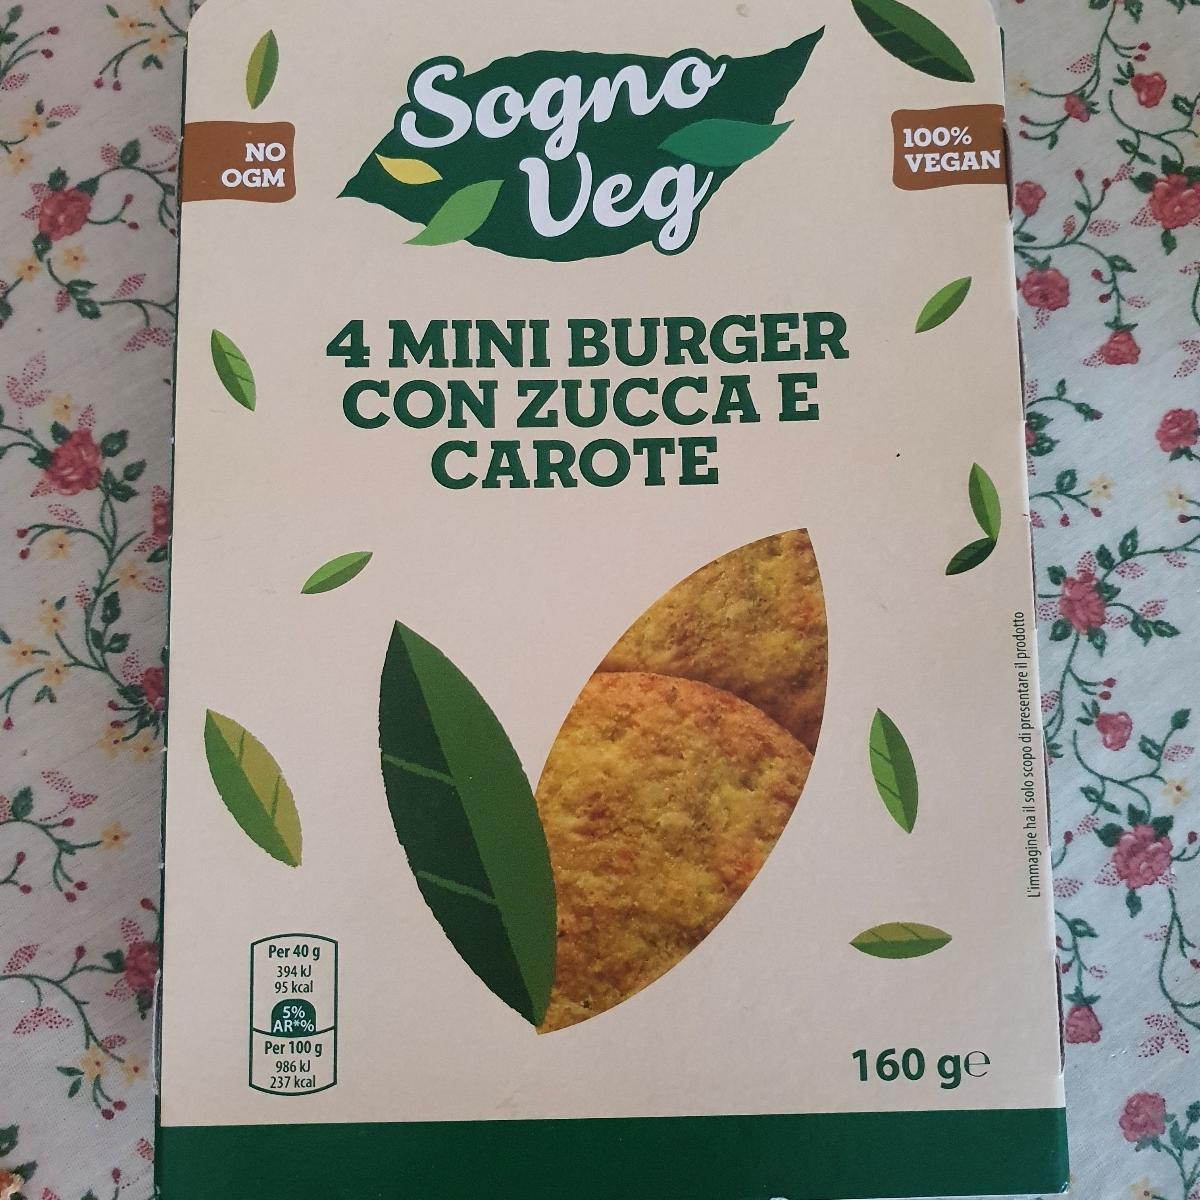 Sogno
Veg
NO
OGM
100%
VEGAN
4 MINI BURGER
CON ZUCCA E
CAROTE
L'immagine ha il solo scopo di presentare il prodotto
Per 40 g
394 kJ
95 kcal
5%
AR*%
Per 100 g
986 kJ
237 kcal
160 g℮